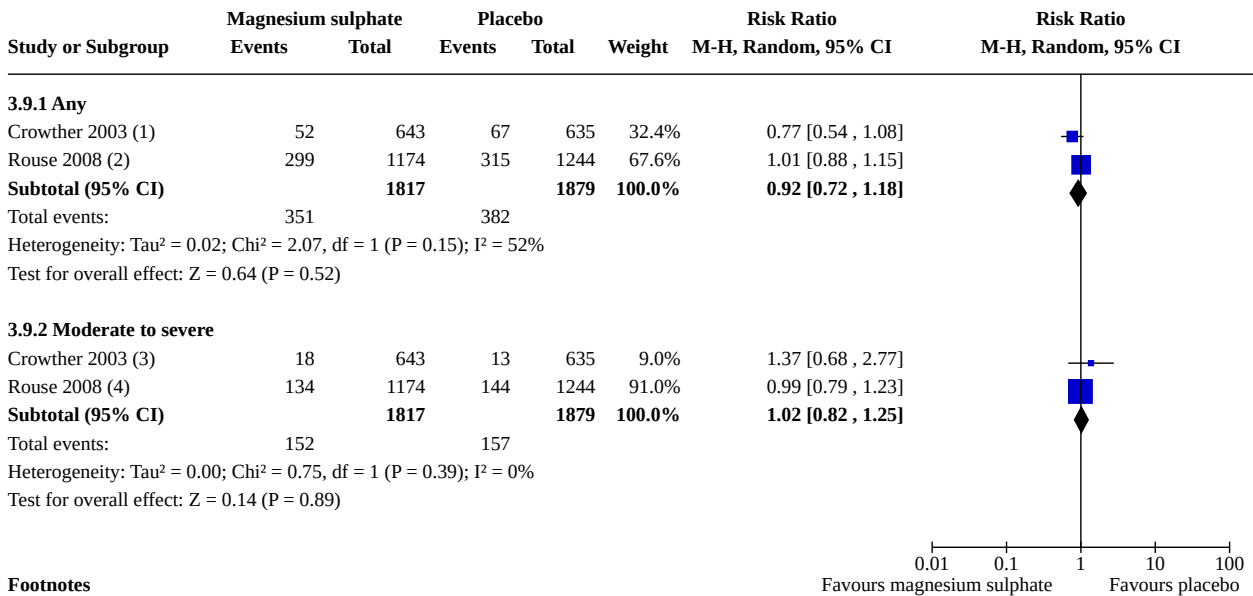 Magnesium sulphate Placebo Risk Ratio Risk Ratio
Study or Subgroup Events Total Events Total Weight M-H, Random, 95% CI M-H, Random, 95% CI
3.9.1 Any
Crowther 2003 (1) 52 643 67 635 32.4% 0.77 [0.54 , 1.08]
Rouse 2008 (2) 299 1174 315 1244 67.6% 1.01 [0.88 , 1.15]
Subtotal (95% CI) 1817 1879 100.0% 0.92 [0.72 , 1.18]
Total events: 351 382
Heterogeneity: Tau² = 0.02; Chi² = 2.07, df = 1 (P = 0.15); I² = 52%
Test for overall effect: Z = 0.64 (P = 0.52)
3.9.2 Moderate to severe
Crowther 2003 (3) 18 643 13 635 9.0% 1.37 [0.68 , 2.77]
Rouse 2008 (4) 134 1174 144 1244 91.0% 0.99 [0.79 , 1.23]
Subtotal (95% CI) 1817 1879 100.0% 1.02 [0.82 , 1.25]
Total events: 152 157
Heterogeneity: Tau² = 0.00; Chi² = 0.75, df = 1 (P = 0.39); I² = 0%
Test for overall effect: Z = 0.14 (P = 0.89)
0.01 0.1 1 10 100
Favours magnesium sulphate Favours placebo
Footnotes